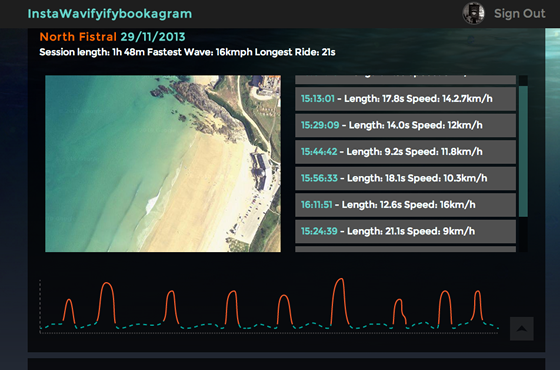 InstaWavifyifybookagram
Sign Out
North Fistral 29/11/2013
Session length: 1h 48m Fastest Wave: 16kmph Longest Ride: 21s
15:13:01 - Length: 17.8s Speed: 14.2.7km/h
15:29:09 - Length: 14.0s Speed: 12km/h
15:44:42 - Length: 9.2s Speed: 11.8km/h
15:56:33 - Length: 18.1s Speed: 10.3km/h
16:11:51 - Length: 12.6s Speed: 16km/h
15:24:39 - Length: 21.1s Speed: 9km/h